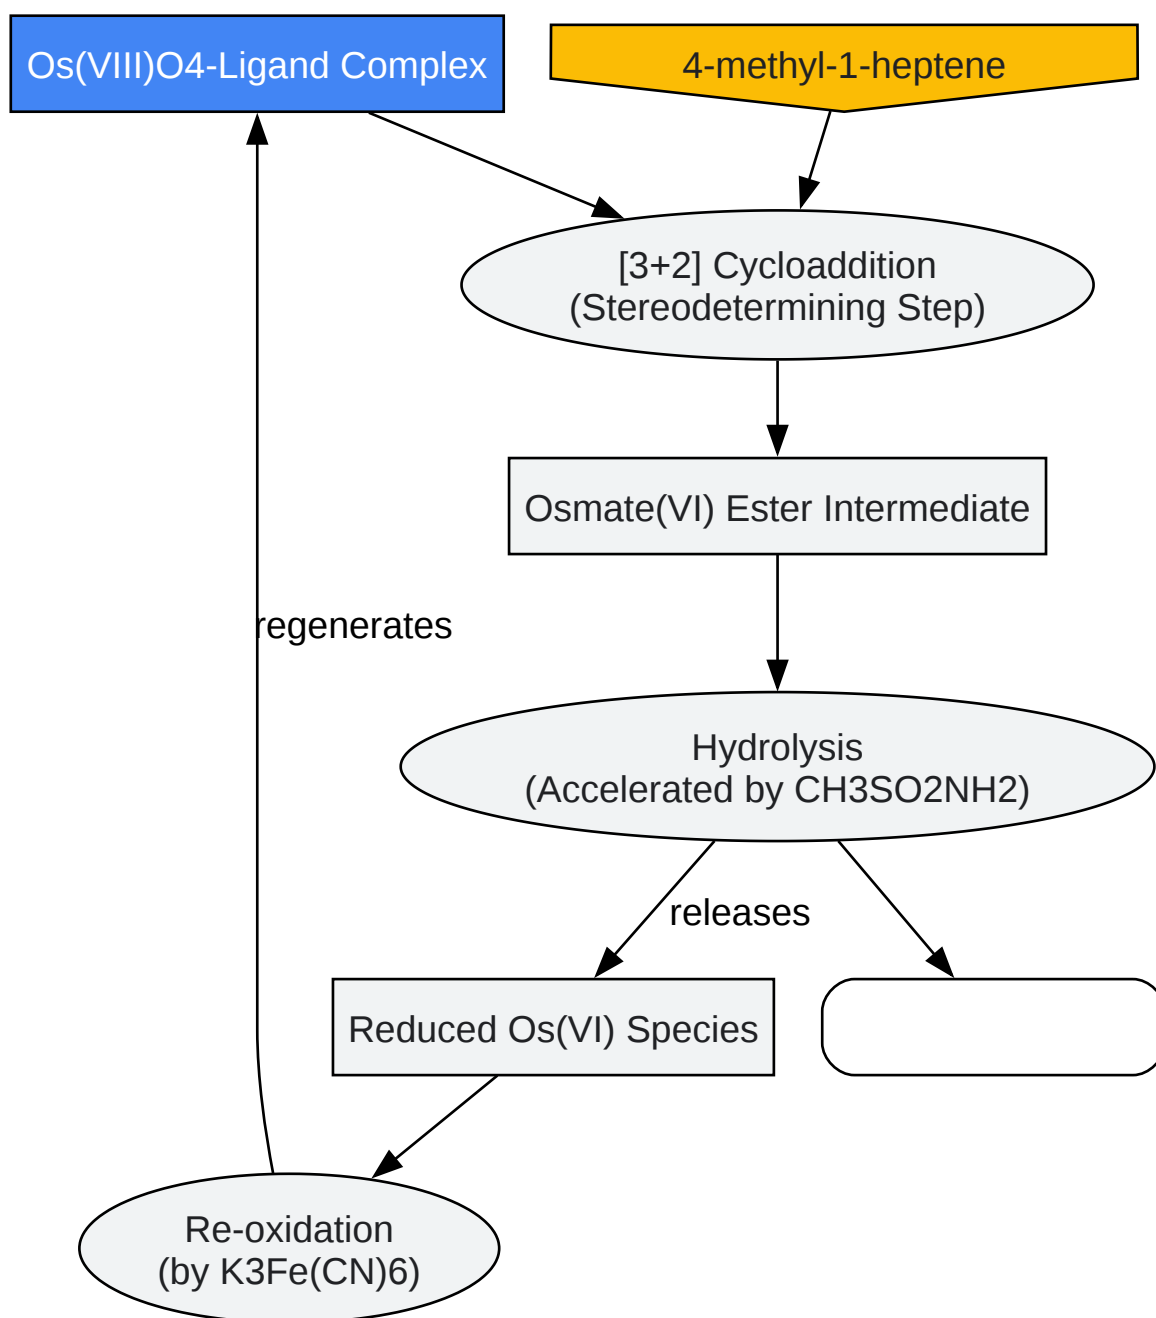 Os(VIII)O4-Ligand Complex
4-methyl-1-heptene
[3+2] Cycloaddition
(Stereodetermining Step)
Osmate(VI) Ester Intermediate
regenerates
Hydrolysis
(Accelerated by CH3SO2NH2)
releases
Reduced Os(VI) Species
Re-oxidation
(by K3Fe(CN)6)